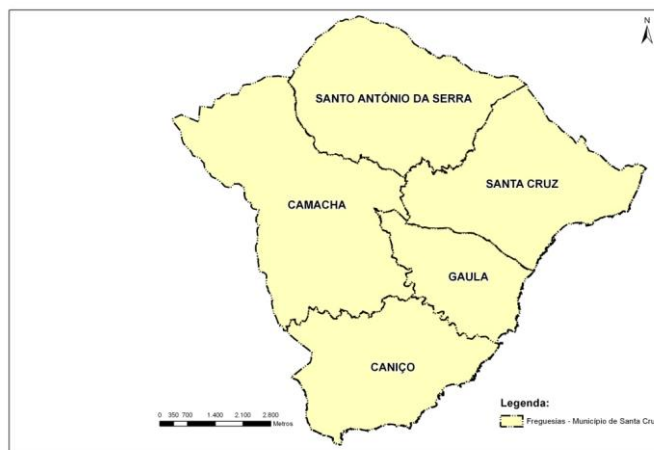 N
SANTO ANTÓNIO DA SERRA
SANTA CRUZ
CAMACHA
GAULA
CANIÇO
0 350 700 1.400 2.100 2.800
Metros
Legenda:
Freguesias - Município de Santa Cru